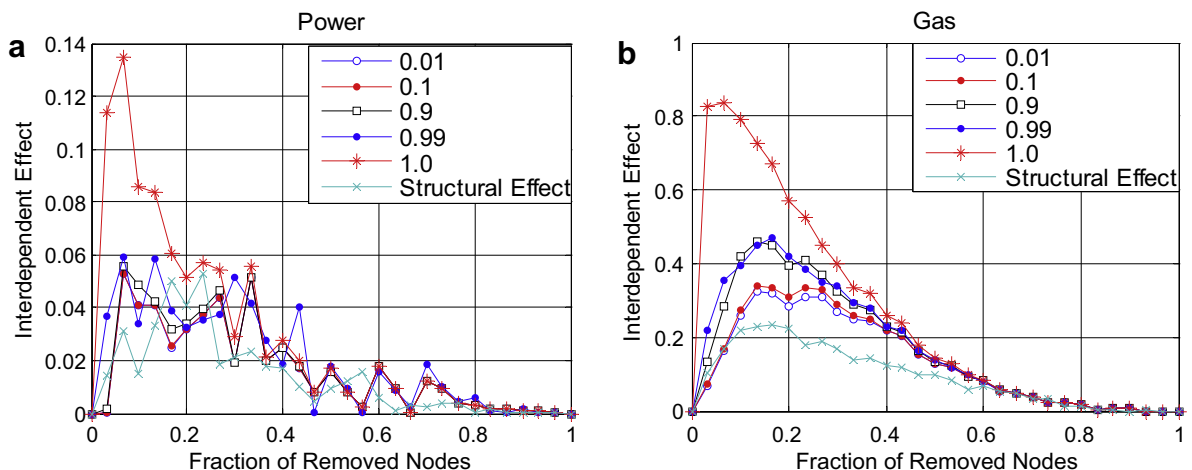 a
Power
0.14
0.12
0.1
0.08
0.06
0.04
0.02
0
Interdependent Effect
0.01
0.1
0.9
0.99
1.0
Structural Effect
0 0.2 0.4 0.6 0.8 1
Fraction of Removed Nodes
b
Gas
1
0.8
0.6
0.4
0.2
0
Interdependent Effect
0.01
0.1
0.9
0.99
1.0
Structural Effect
0 0.2 0.4 0.6 0.8 1
Fraction of Removed Nodes